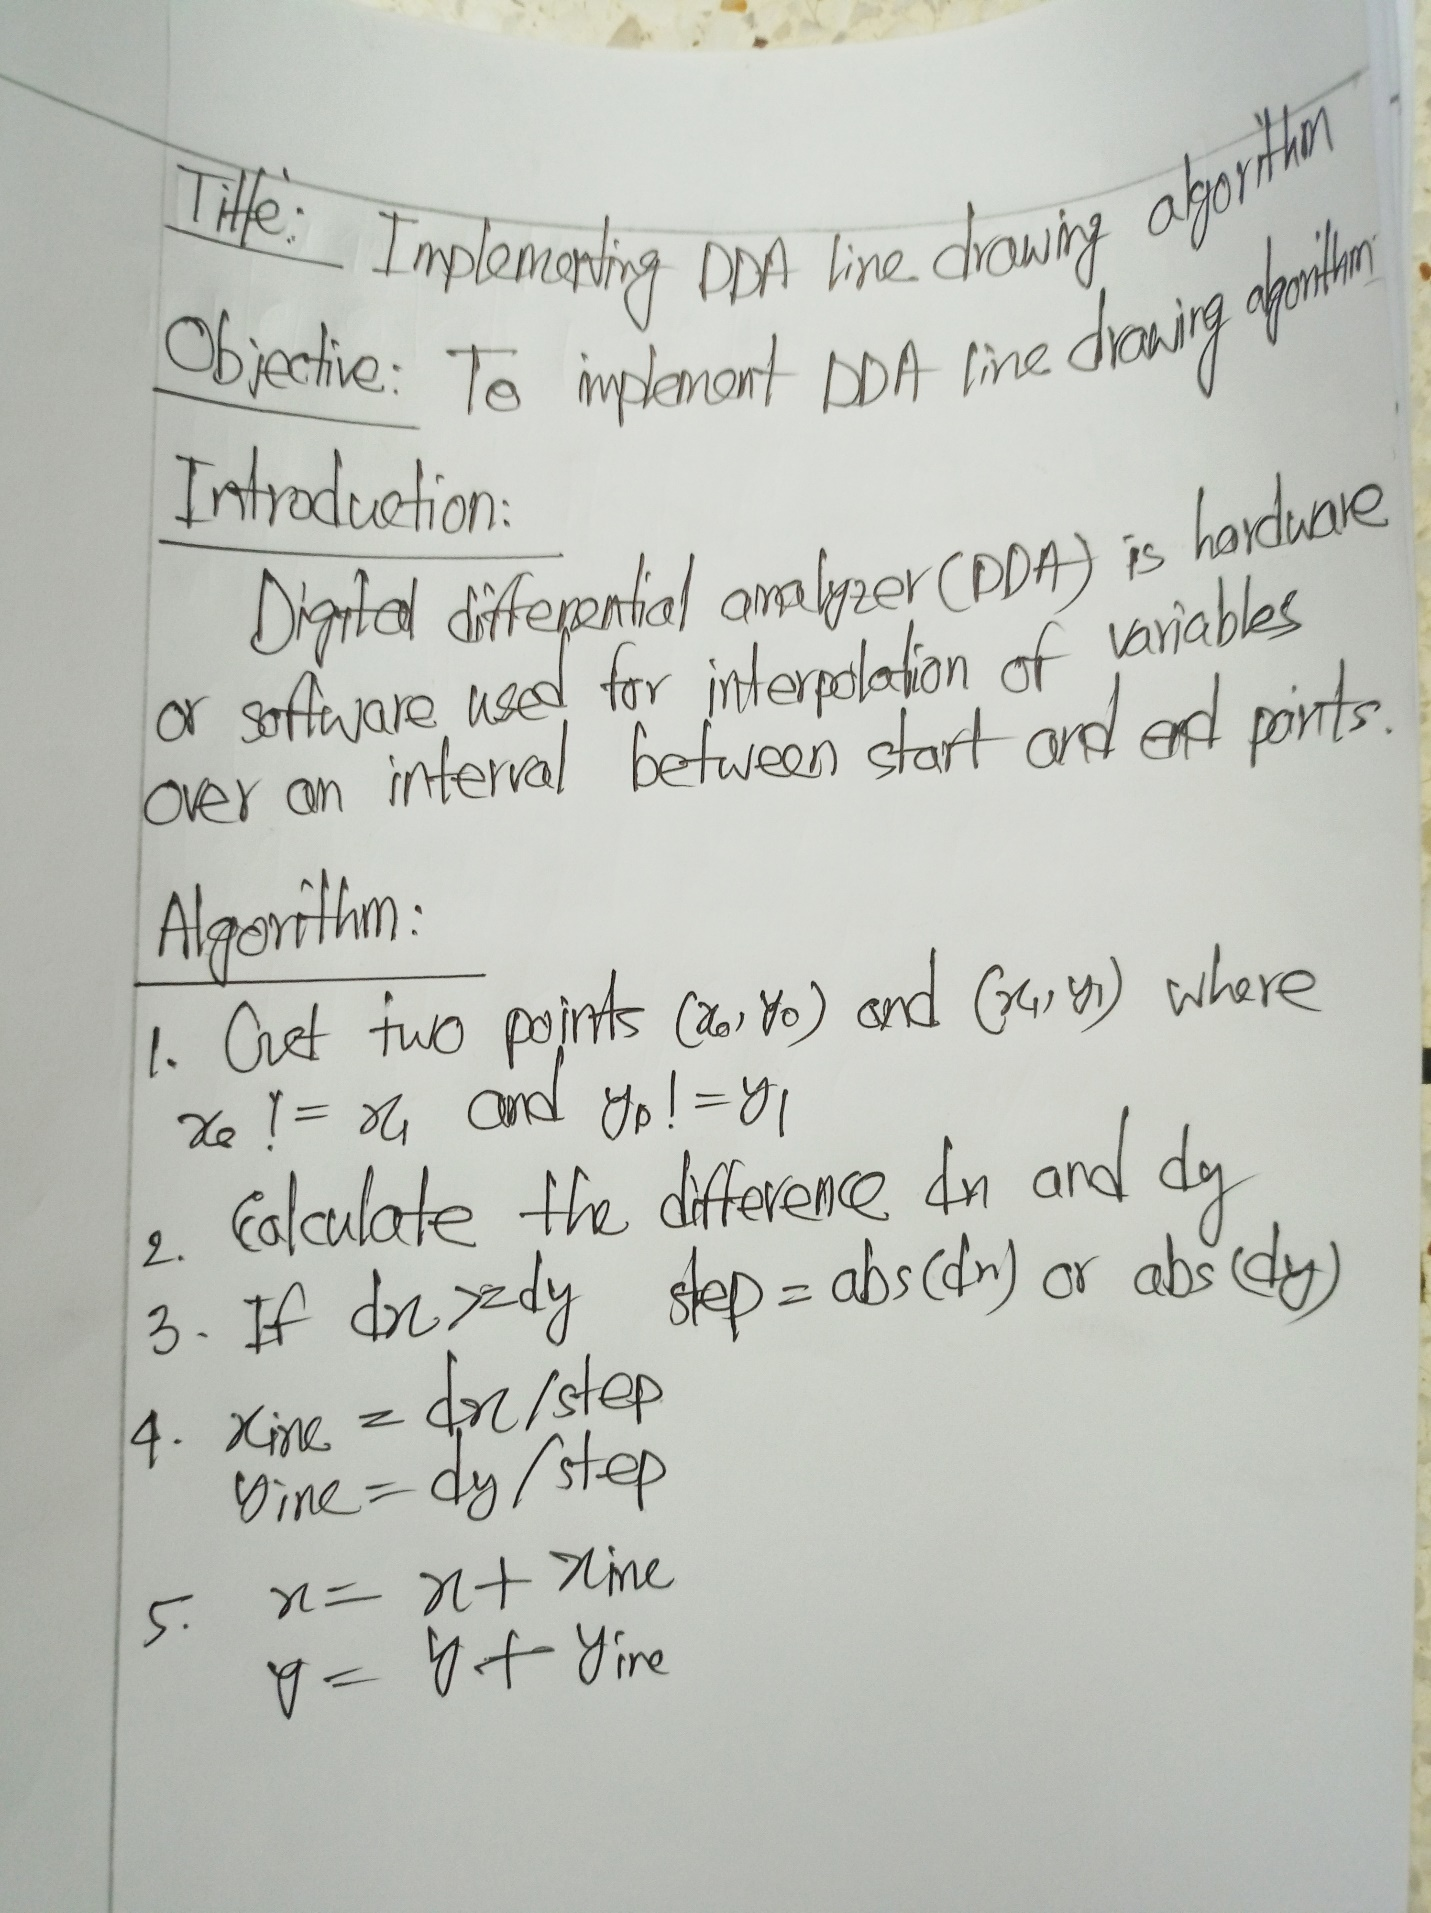 Title: Implementing DDA line drawing algorithm
Objective: To implement DDA line drawing algorithm
Introduction:
Digital differential analyzer (DDA) is hardware
or software used for interpolation of variables
over an interval between start and end points.
Algorithm:
1. Get two points (x₀, y₀) and (x₁, y₁) where
x₀ != x₁ and y₀ != y₁
2. Calculate the difference dx and dy
3. If dx >= dy step = abs(dx) or abs(dy)
4. xinc = dx/step
yinc = dy/step
5. x = x + xinc
y = y + yinc